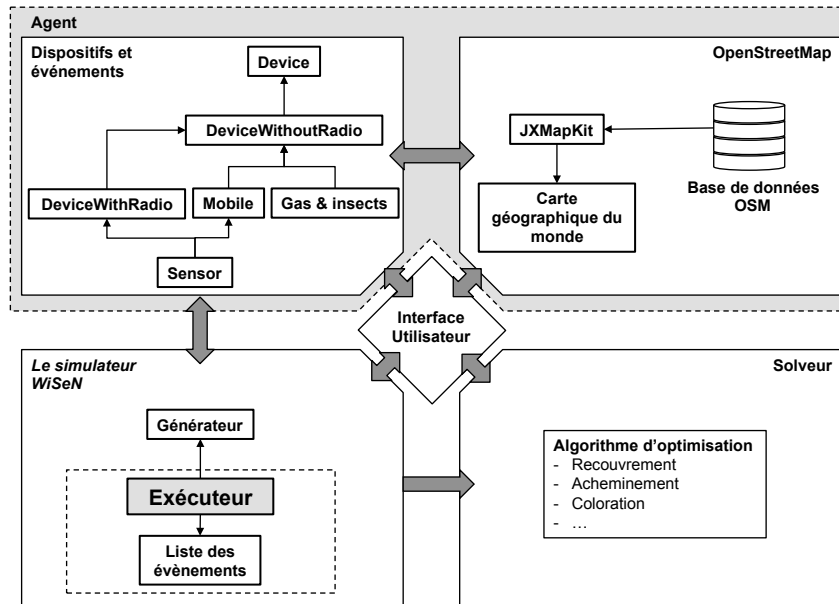 Agent
Dispositifs et
événements
Device
DeviceWithoutRadio
DeviceWithRadio
Mobile
Gas & insects
Sensor
OpenStreetMap
JXMapKit
Carte
géographique du
monde
Base de données
OSM
Interface
Utilisateur
Le simulateur
WiSeN
Générateur
Exécuteur
Liste des
évènements
Solveur
Algorithme d'optimisation
- Recouvrement
- Acheminement
- Coloration
- ...